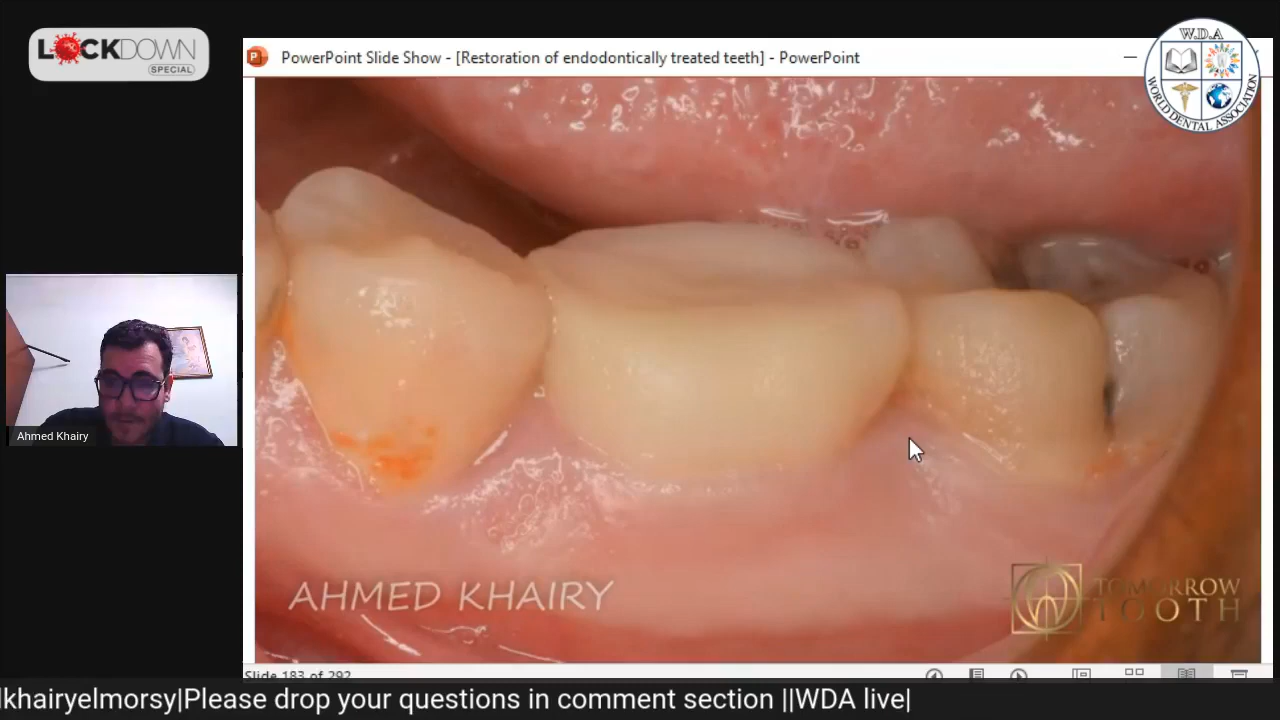 LOCKDOWN
SPECIAL
PowerPoint Slide Show - [Restoration of endodontically treated teeth] - PowerPoint
W.D.A
WORLD DENTAL ASSOCIATION
Ahmed Khairy
AHMED KHAIRY
TOMORROW
TOOTH
Slide 183 of 292
lkhairyelmorsy|Please drop your questions in comment section ||WDA live|